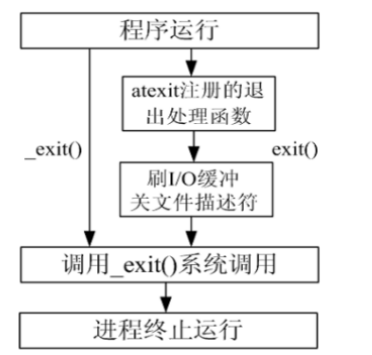 程序运行
atexit注册的退
出处理函数
_exit()
exit()
刷I/O缓冲
关文件描述符
调用_exit()系统调用
进程终止运行